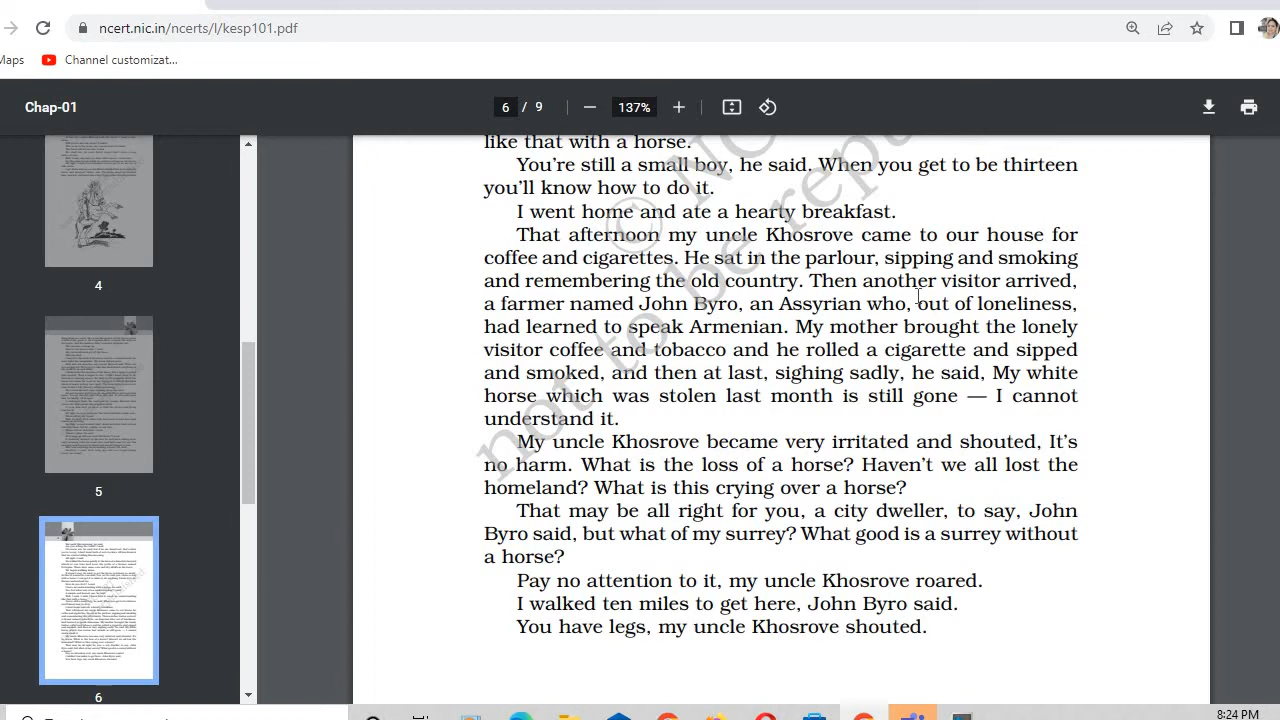 ncert.nic.in/ncerts/l/kesp101.pdf
Maps
Channel customizat...
Chap-01
6 / 9
137%
like that with a horse.
You're still a small boy, he said. When you get to be thirteen
you'll know how to do it.
I went home and ate a hearty breakfast.
That afternoon my uncle Khosrove came to our house for
coffee and cigarettes. He sat in the parlour, sipping and smoking
and remembering the old country. Then another visitor arrived,
a farmer named John Byro, an Assyrian who, out of loneliness,
had learned to speak Armenian. My mother brought the lonely
visitor coffee and tobacco and he rolled a cigarette and sipped
and smoked, and then at last, sighing sadly, he said, My white
horse which was stolen last month is still gone — I cannot
understand it.
My uncle Khosrove became very irritated and shouted, It's
no harm. What is the loss of a horse? Haven't we all lost the
homeland? What is this crying over a horse?
That may be all right for you, a city dweller, to say, John
Byro said, but what of my surrey? What good is a surrey without
a horse?
Pay no attention to it, my uncle Khosrove roared.
I walked ten miles to get here, John Byro said.
You have legs, my uncle Khosrove shouted.
4
5
6
8:24 PM